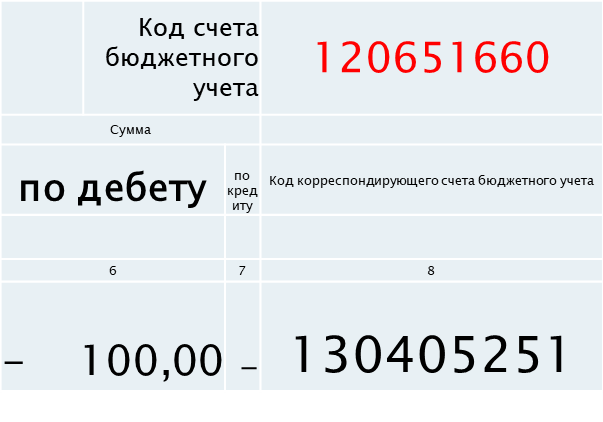 Код счета
бюджетного
учета
120651660
Сумма
по дебету
по
кред
иту
Код корреспондирующего счета бюджетного учета
6
7
8
– 100,00
–
130405251